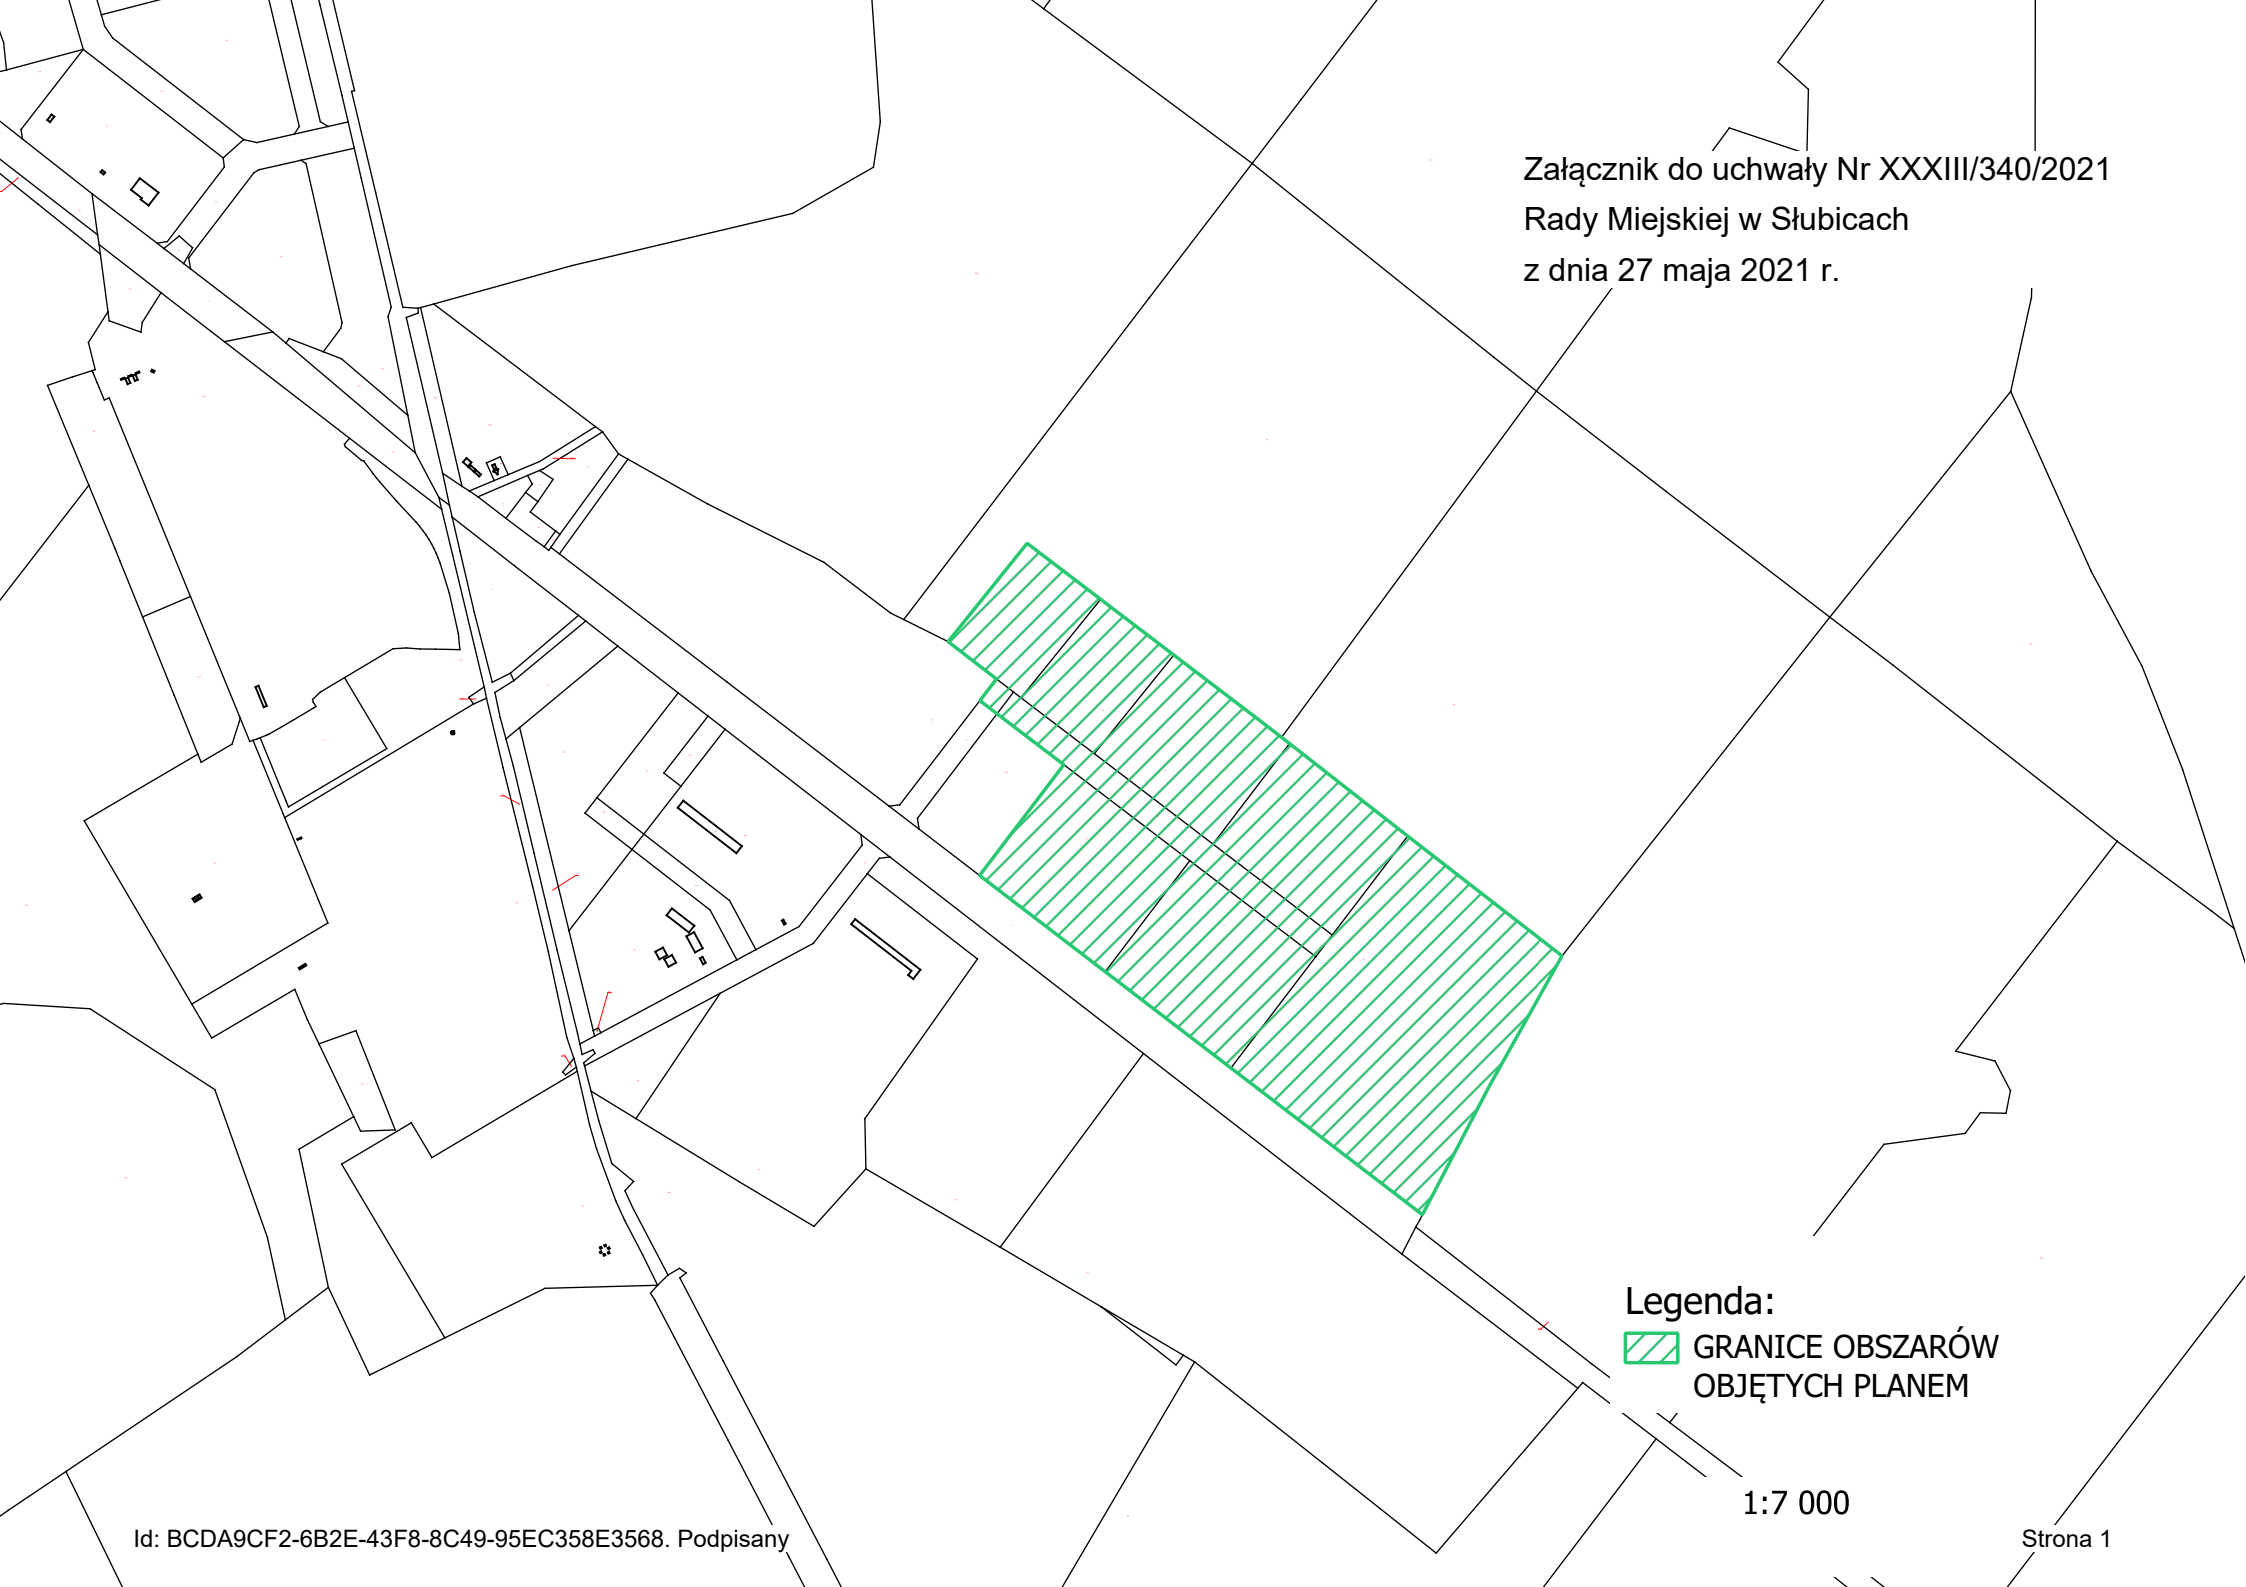 Załącznik do uchwały Nr XXXIII/340/2021
Rady Miejskiej w Słubicach
z dnia 27 maja 2021 r.
Legenda:
GRANICE OBSZARÓW
OBJĘTYCH PLANEM
1:7 000
Id: BCDA9CF2-6B2E-43F8-8C49-95EC358E3568. Podpisany
Strona 1